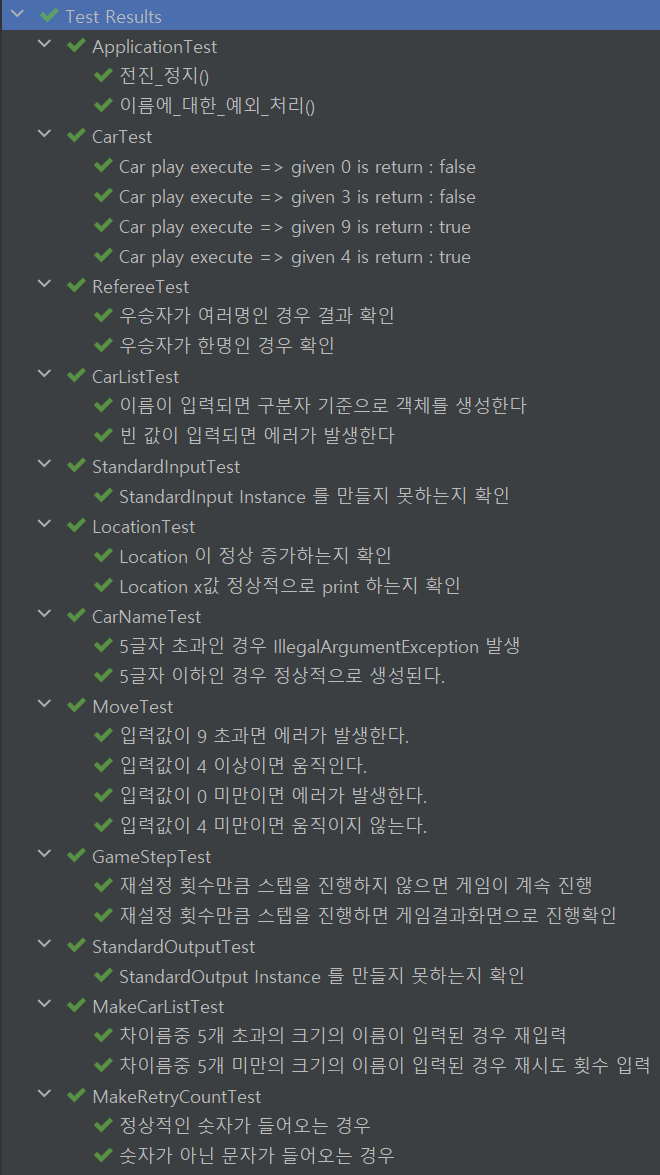 Test Results
ApplicationTest
전진_정지()
이름에_대한_예외_처리()
CarTest
Car play execute => given 0 is return : false
Car play execute => given 3 is return : false
Car play execute => given 9 is return : true
Car play execute => given 4 is return : true
RefereeTest
우승자가 여러명인 경우 결과 확인
우승자가 한명인 경우 확인
CarListTest
이름이 입력되면 구분자 기준으로 객체를 생성한다
빈 값이 입력되면 에러가 발생한다
StandardInputTest
StandardInput Instance 를 만들지 못하는지 확인
LocationTest
Location 이 정상 증가하는지 확인
Location x값 정상적으로 print 하는지 확인
CarNameTest
5글자 초과인 경우 IllegalArgumentException 발생
5글자 이하인 경우 정상적으로 생성된다.
MoveTest
입력값이 9 초과면 에러가 발생한다.
입력값이 4 이상이면 움직인다.
입력값이 0 미만이면 에러가 발생한다.
입력값이 4 미만이면 움직이지 않는다.
GameStepTest
재설정 횟수만큼 스텝을 진행하지 않으면 게임이 계속 진행
재설정 횟수만큼 스텝을 진행하면 게임결과화면으로 진행확인
StandardOutputTest
StandardOutput Instance 를 만들지 못하는지 확인
MakeCarListTest
차이름중 5개 초과의 크기의 이름이 입력된 경우 재입력
차이름중 5개 미만의 크기의 이름이 입력된 경우 재시도 횟수 입력
MakeRetryCountTest
정상적인 숫자가 들어오는 경우
숫자가 아닌 문자가 들어오는 경우